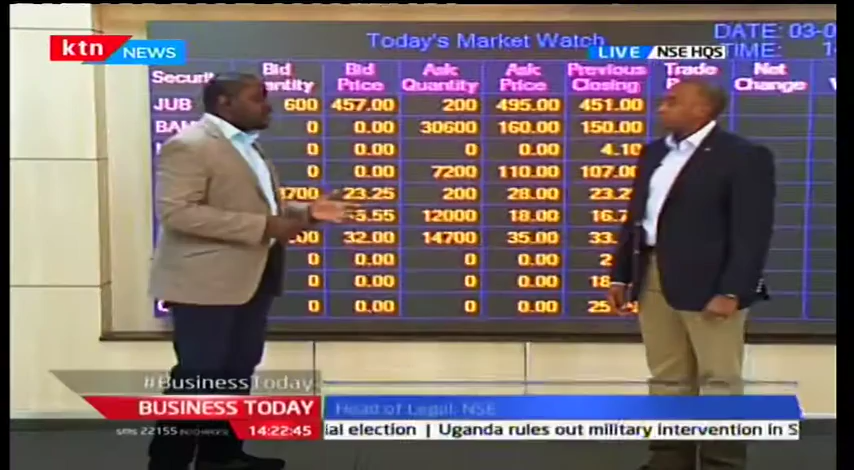 ktn
NEWS
LIVE
NSE HQS
Today's Market Watch
DATE: 03-0
TIME:
Security
Bid Quantity
Bid Price
Ask Quantity
Ask Price
Previous Closing
Trade
Net Change
JUB 600 457.00 200 495.00 451.00
0 0.00 30600 160.00 150.00
0 0.00 0 0.00 4.10
0 0.00 7200 110.00 107.00
23.25 200 28.00
12000 18.00
32.00 14700 35.00
0 0.00 0 0.00
0 0.00 0 0.00
0 0.00 0 0.00
#BusinessToday
BUSINESS TODAY
Head of Legal, NSE
sms 22155
14:22:45
ial election | Uganda rules out military intervention in S